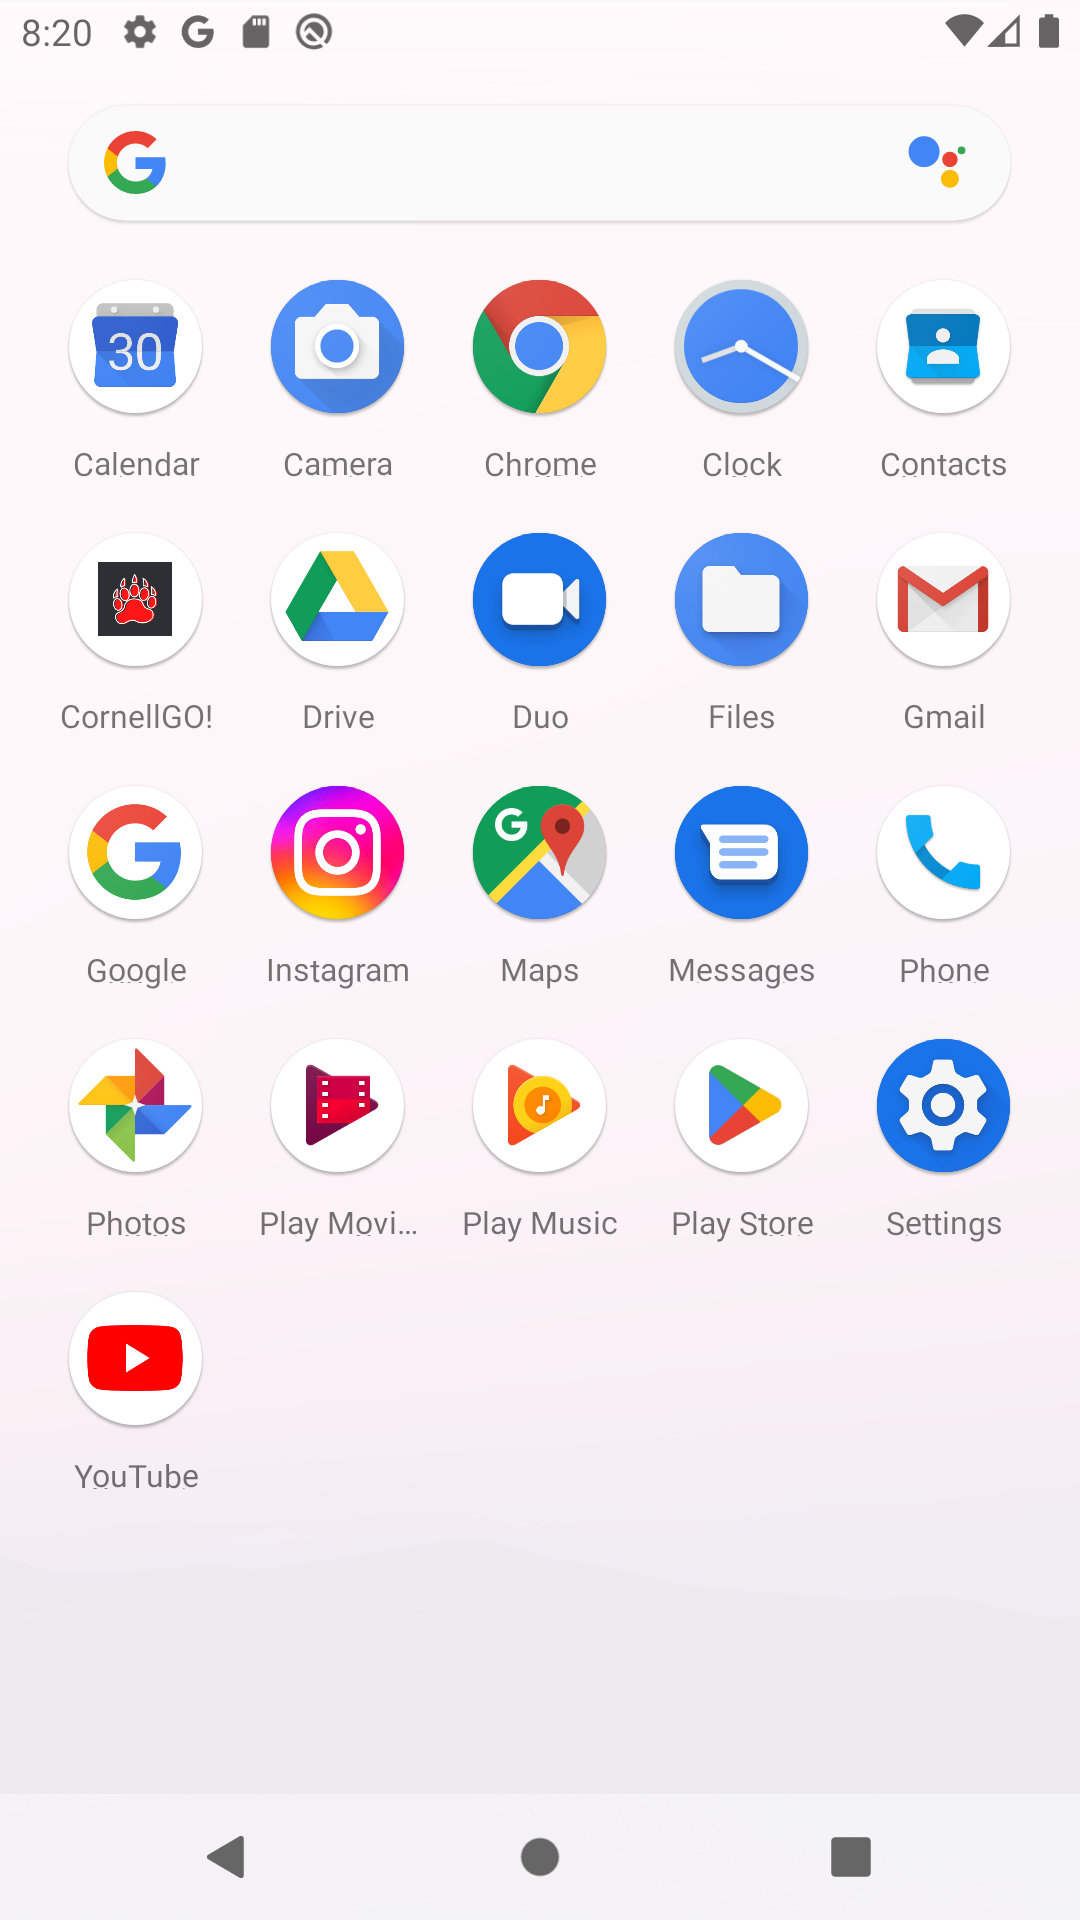 8:20
30
Calendar Camera Chrome Clock Contacts
CornellGO! Drive Duo Files Gmail
Google Instagram Maps Messages Phone
Photos Play Movi... Play Music Play Store Settings
YouTube